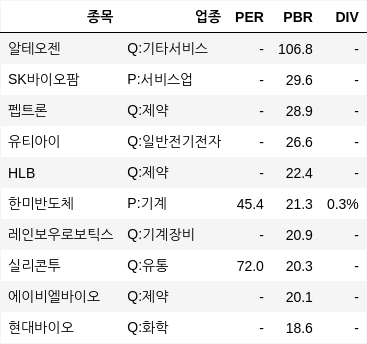 종목 업종 PER PBR DIV
알테오젠 Q:기타서비스 - 106.8 -
SK바이오팜 P:서비스업 - 29.6 -
펩트론 Q:제약 - 28.9 -
유티아이 Q:일반전기전자 - 26.6 -
HLB Q:제약 - 22.4 -
한미반도체 P:기계 45.4 21.3 0.3%
레인보우로보틱스 Q:기계장비 - 20.9 -
실리콘투 Q:유통 72.0 20.3 -
에이비엘바이오 Q:제약 - 20.1 -
현대바이오 Q:화학 - 18.6 -